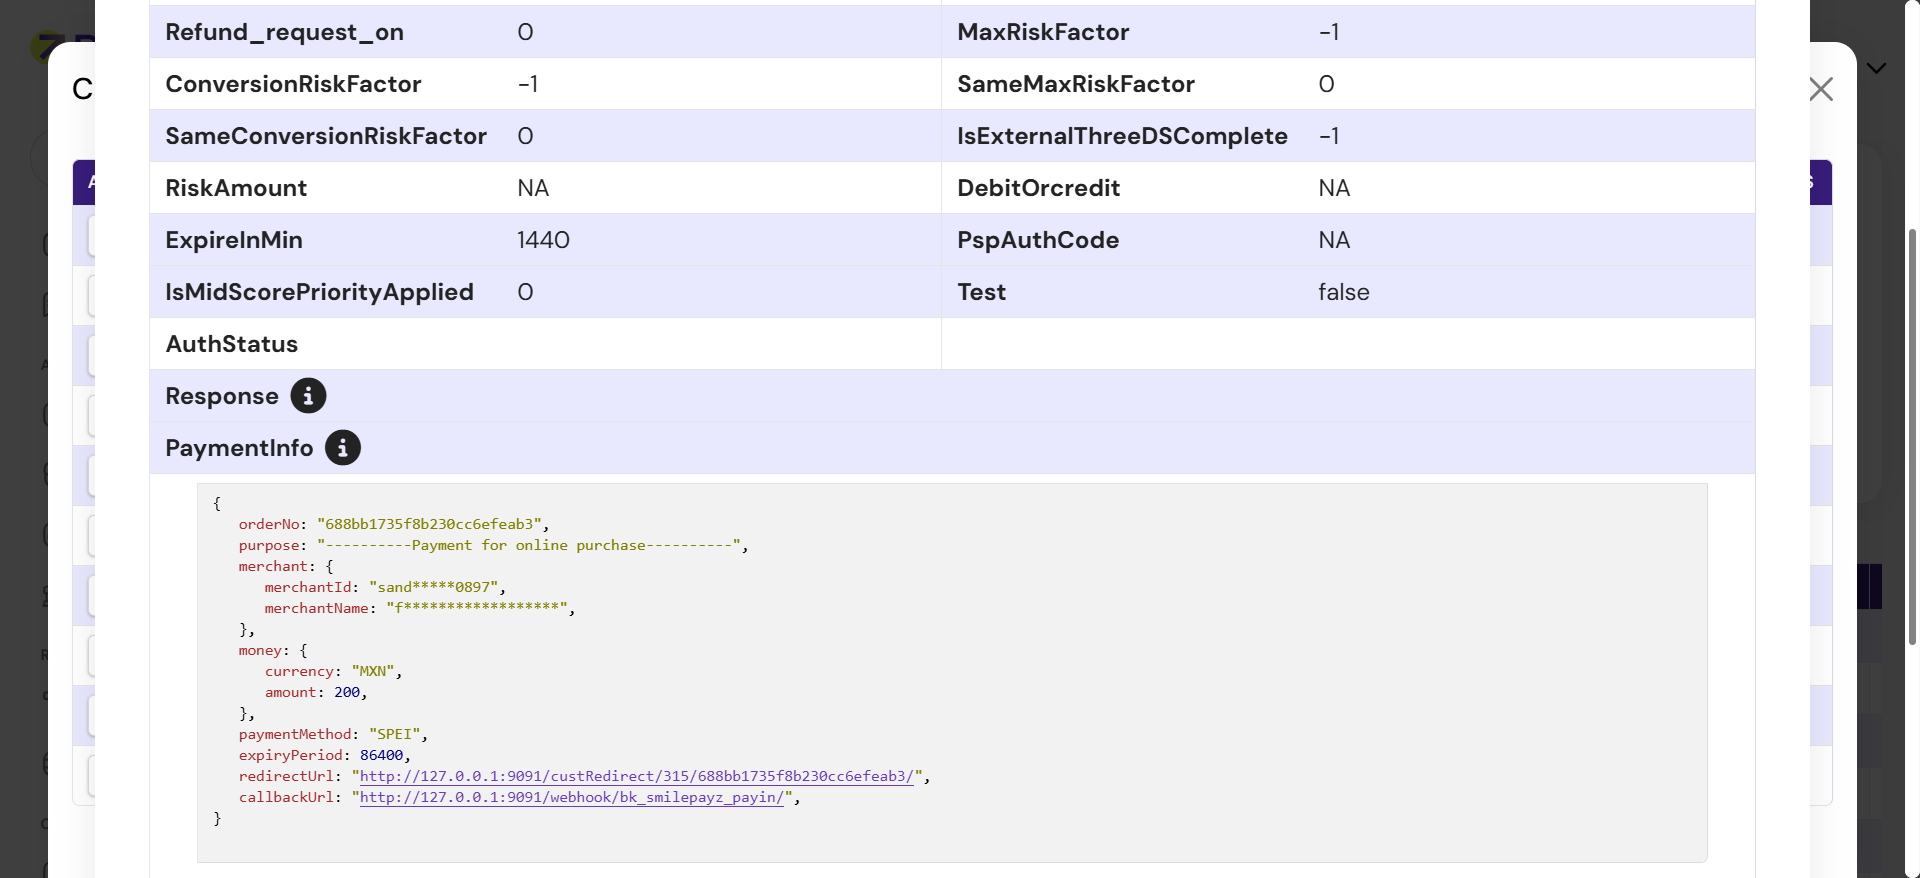 Refund_request_on 0 MaxRiskFactor -1
ConversionRiskFactor -1 SameMaxRiskFactor 0
SameConversionRiskFactor 0 IsExternalThreeDSComplete -1
RiskAmount NA DebitOrcredit NA
ExpireInMin 1440 PspAuthCode NA
IsMidScorePriorityApplied 0 Test false
AuthStatus
Response
PaymentInfo
{
orderNo: "688bb1735f8b230cc6efeab3",
purpose: "----------Payment for online purchase----------",
merchant: {
merchantId: "sand*****0897",
merchantName: "f******************",
},
money: {
currency: "MXN",
amount: 200,
},
paymentMethod: "SPEI",
expiryPeriod: 86400,
redirectUrl: "http://127.0.0.1:9091/custRedirect/315/688bb1735f8b230cc6efeab3/",
callbackUrl: "http://127.0.0.1:9091/webhook/bk_smilepayz_payin/",
}